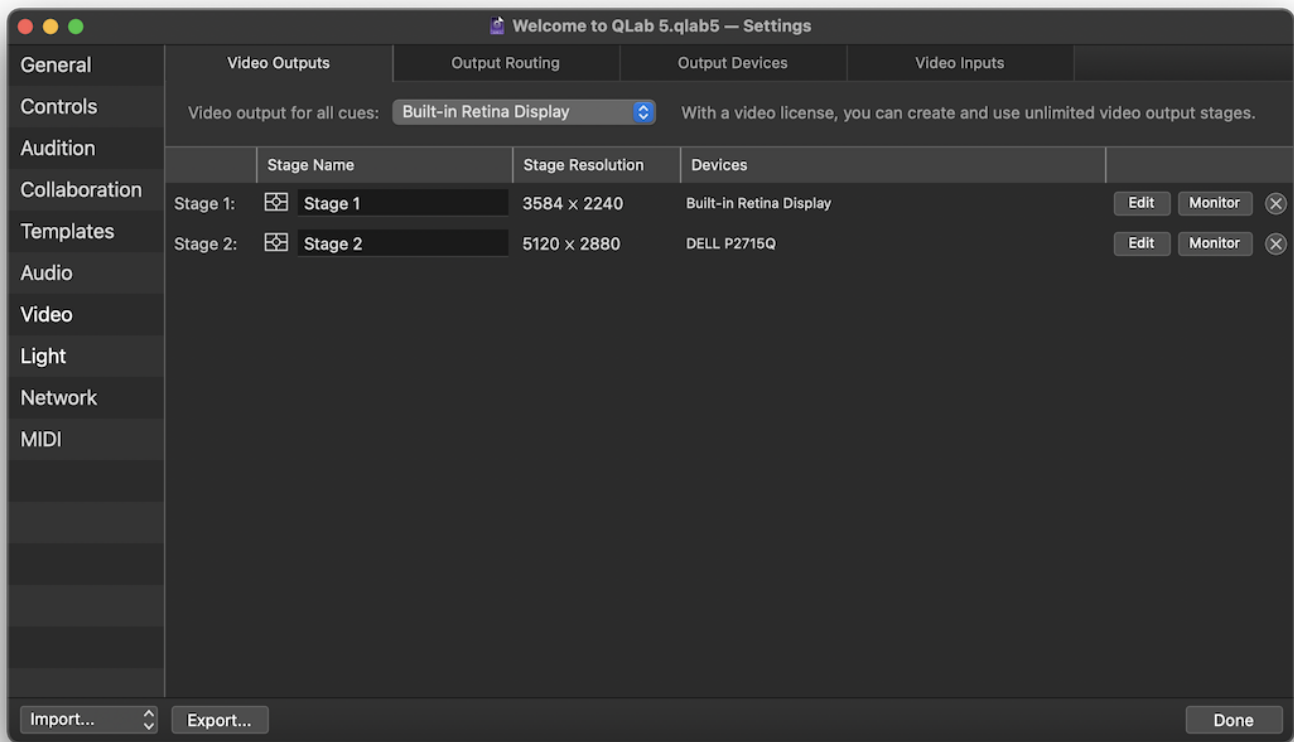 Welcome to QLab 5.qlab5 — Settings
General
Controls
Audition
Collaboration
Templates
Audio
Video
Light
Network
MIDI
Video Outputs
Output Routing
Output Devices
Video Inputs
Video output for all cues: Built-in Retina Display With a video license, you can create and use unlimited video output stages.
Stage Name Stage Resolution Devices
Stage 1: Stage 1 3584 × 2240 Built-in Retina Display Edit Monitor
Stage 2: Stage 2 5120 × 2880 DELL P2715Q Edit Monitor
Import... Export... Done